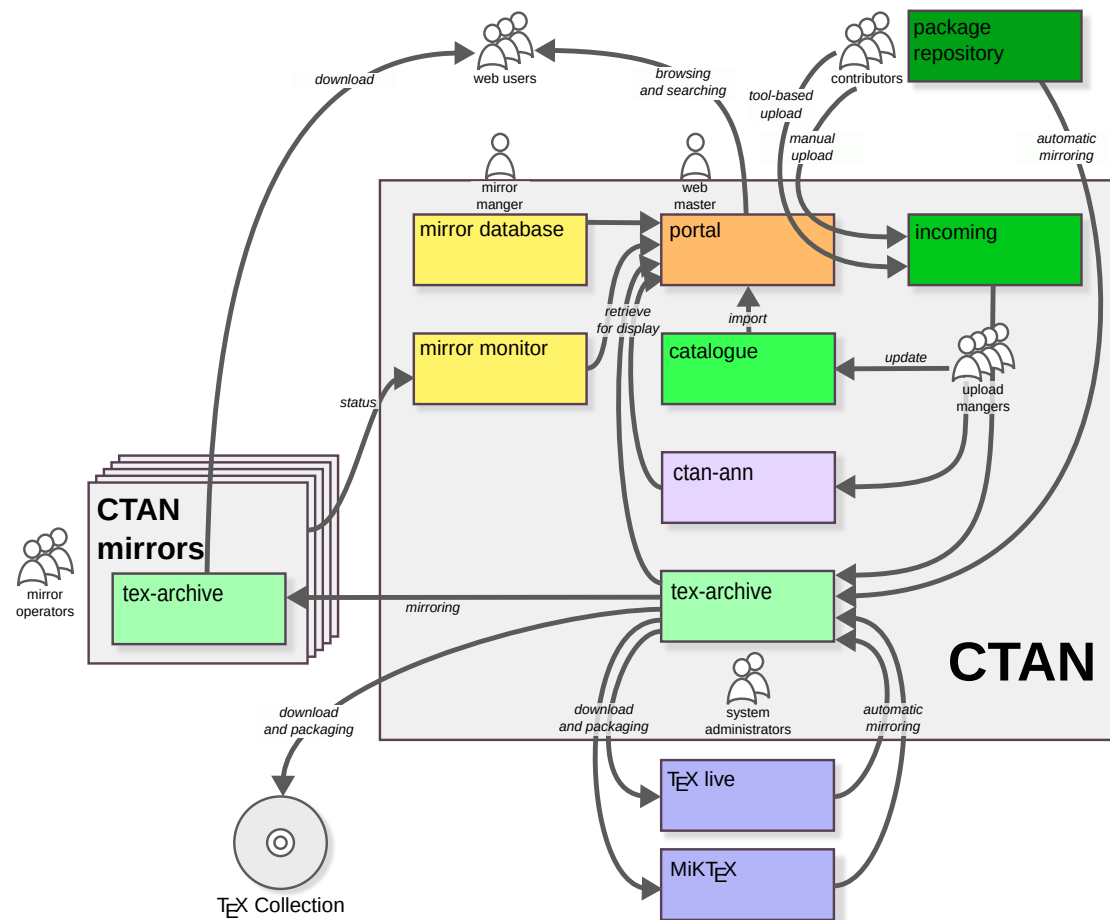 package
repository
web users
contributors
download
browsing
and searching
tool-based
upload
manual
upload
automatic
mirroring
mirror
manger
web
master
mirror database
portal
incoming
retrieve
for display
import
mirror monitor
catalogue
update
upload
mangers
status
ctan-ann
CTAN
mirrors
tex-archive
mirror
operators
mirroring
tex-archive
CTAN
system
administrators
download
and packaging
download
and packaging
automatic
mirroring
TEX live
MiKTEX
TEX Collection